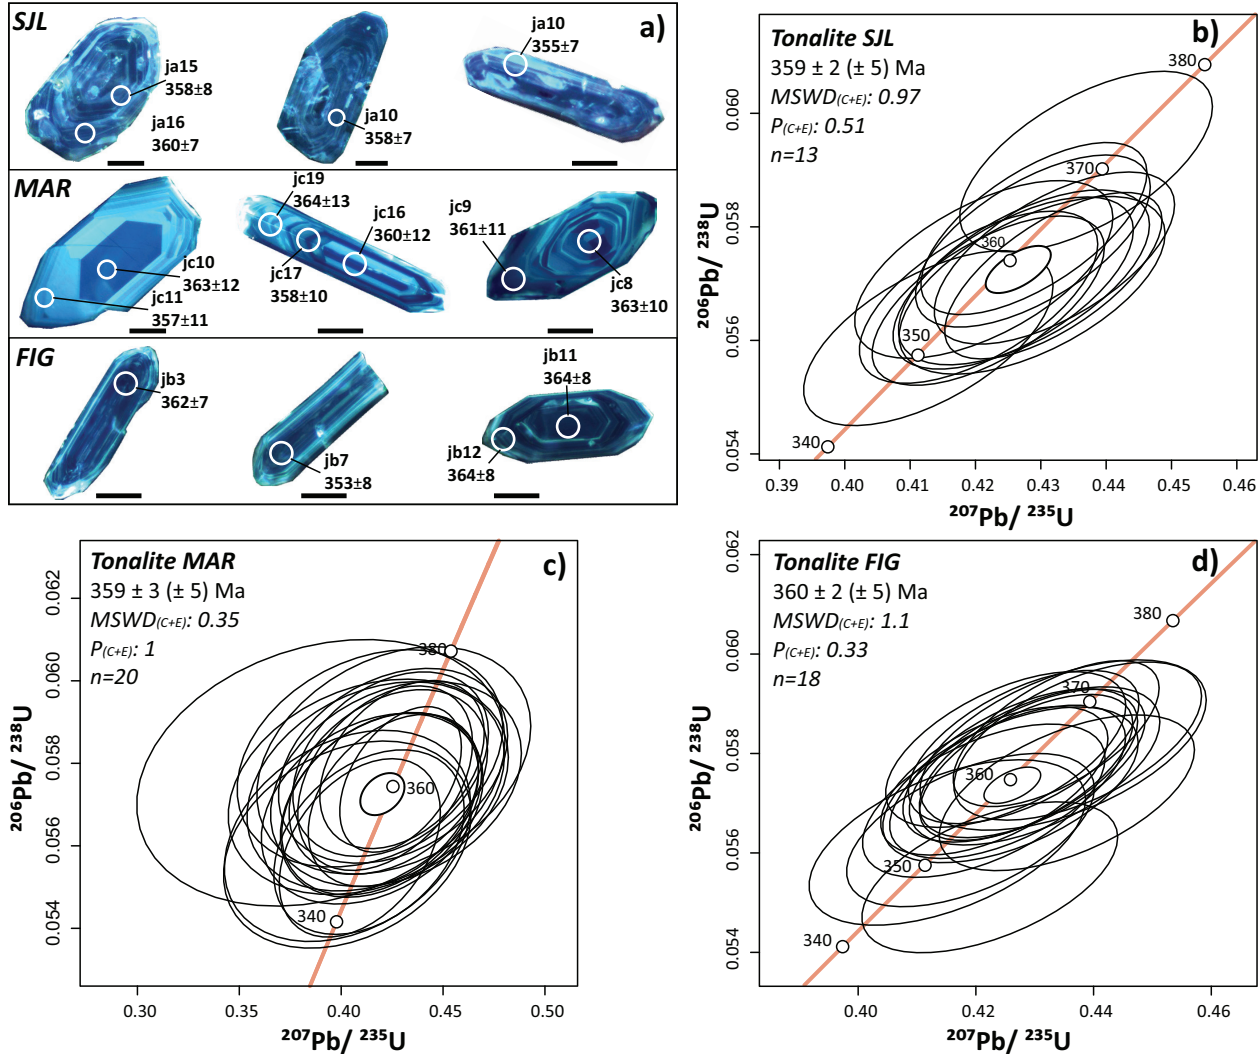 SJL
a)
ja15
358±8
ja16
360±7
ja10
358±7
ja10
355±7
MAR
jc10
363±12
jc11
357±11
jc19
364±13
jc16
360±12
jc17
358±10
jc9
361±11
jc8
363±10
FIG
jb3
362±7
jb7
353±8
jb11
364±8
jb12
364±8
b)
Tonalite SJL
359 ± 2 (± 5) Ma
MSWD(C+E): 0.97
P(C+E): 0.51
n=13
380
370
360
350
340
0.060
0.058
0.056
0.054
²⁰⁶Pb/ ²³⁸U
0.39 0.40 0.41 0.42 0.43 0.44 0.45 0.46
²⁰⁷Pb/ ²³⁵U
c)
Tonalite MAR
359 ± 3 (± 5) Ma
MSWD(C+E): 0.35
P(C+E): 1
n=20
380
360
340
0.062
0.060
0.058
0.056
0.054
²⁰⁶Pb/ ²³⁸U
0.30 0.35 0.40 0.45 0.50
²⁰⁷Pb/ ²³⁵U
d)
Tonalite FIG
360 ± 2 (± 5) Ma
MSWD(C+E): 1.1
P(C+E): 0.33
n=18
380
370
360
350
340
0.062
0.060
0.058
0.056
0.054
²⁰⁶Pb/ ²³⁸U
0.40 0.42 0.44 0.46
²⁰⁷Pb/ ²³⁵U